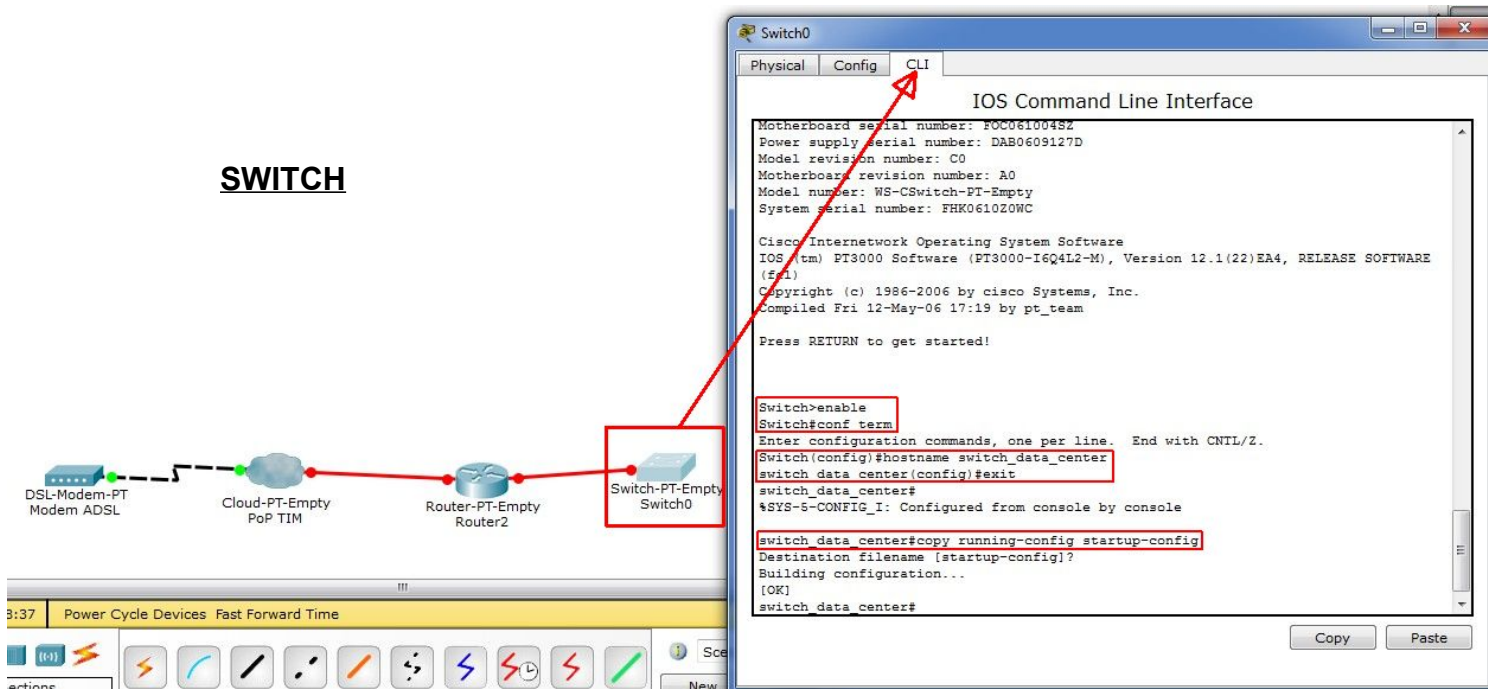 SWITCH
DSL-Modem-PT
Modem ADSL
Cloud-PT-Empty
PoP TIM
Router-PT-Empty
Router2
Switch-PT-Empty
Switch0
3:37
Power Cycle Devices Fast Forward Time
Sce
New
Switch0
Physical
Config
CLI
IOS Command Line Interface
Motherboard serial number: FOC061004SZ
Power supply serial number: DAB0609127D
Model revision number: C0
Motherboard revision number: A0
Model number: WS-CSwitch-PT-Empty
System serial number: FHK0610Z0WC
Cisco Internetwork Operating System Software
IOS (tm) PT3000 Software (PT3000-I6Q4L2-M), Version 12.1(22)EA4, RELEASE SOFTWARE
(fc1)
Copyright (c) 1986-2006 by cisco Systems, Inc.
Compiled Fri 12-May-06 17:19 by pt_team
Press RETURN to get started!
Switch>enable
Switch#conf term
Enter configuration commands, one per line. End with CNTL/Z.
Switch(config)#hostname switch_data_center
switch_data_center(config)#exit
switch_data_center#
%SYS-5-CONFIG_I: Configured from console by console
switch_data_center#copy running-config startup-config
Destination filename [startup-config]?
Building configuration...
[OK]
switch_data_center#
Copy
Paste